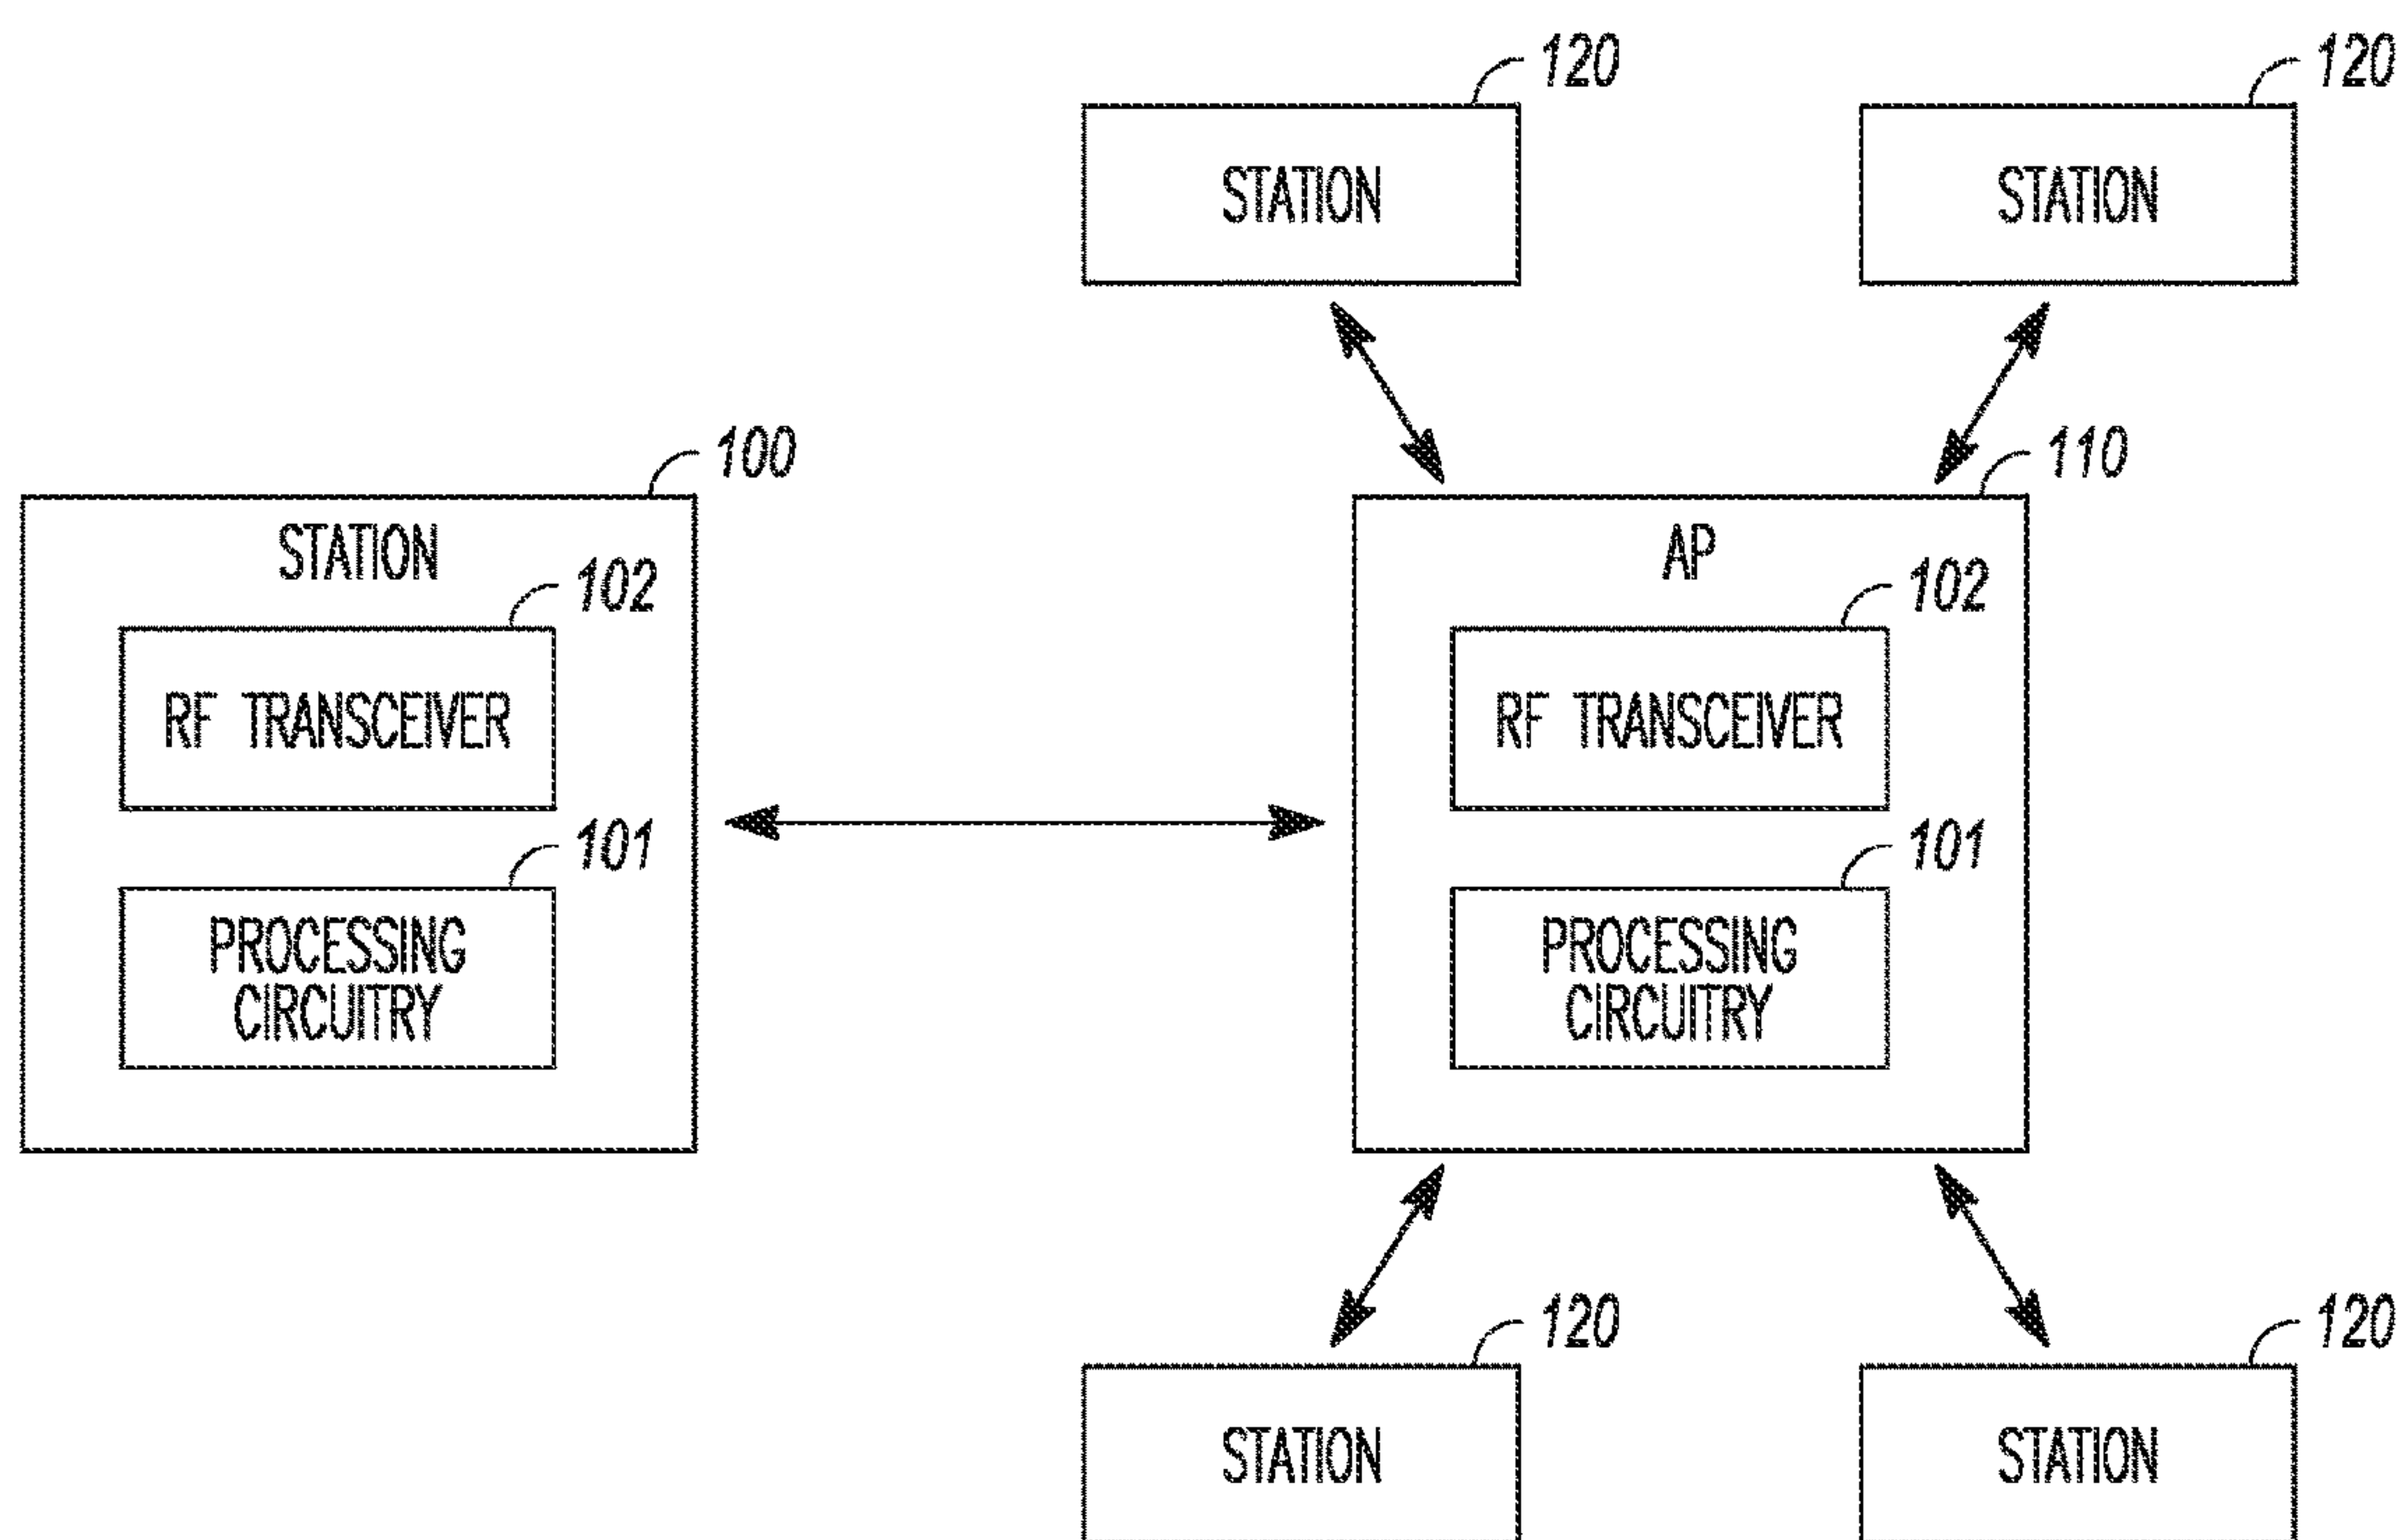 120
120
STATION
STATION
100
110
STATION
AP
102
102
RF TRANSCEIVER
RF TRANSCEIVER
101
101
PROCESSING
CIRCUITRY
PROCESSING
CIRCUITRY
120
120
STATION
STATION